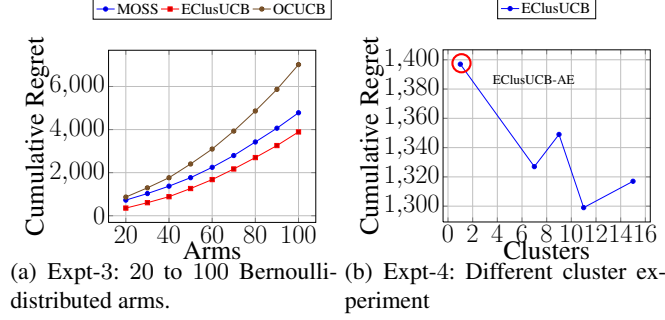 MOSS EClusUCB OCUCB
Cumulative Regret
6,000
4,000
2,000
0
20 40 60 80 100
Arms
(a) Expt-3: 20 to 100 Bernoulli-
distributed arms.
EClusUCB
Cumulative Regret
1,400
1,380
1,360
1,340
1,320
1,300
EClusUCB-AE
0 2 4 6 8 10 12 14 16
Clusters
(b) Expt-4: Different cluster ex-
periment